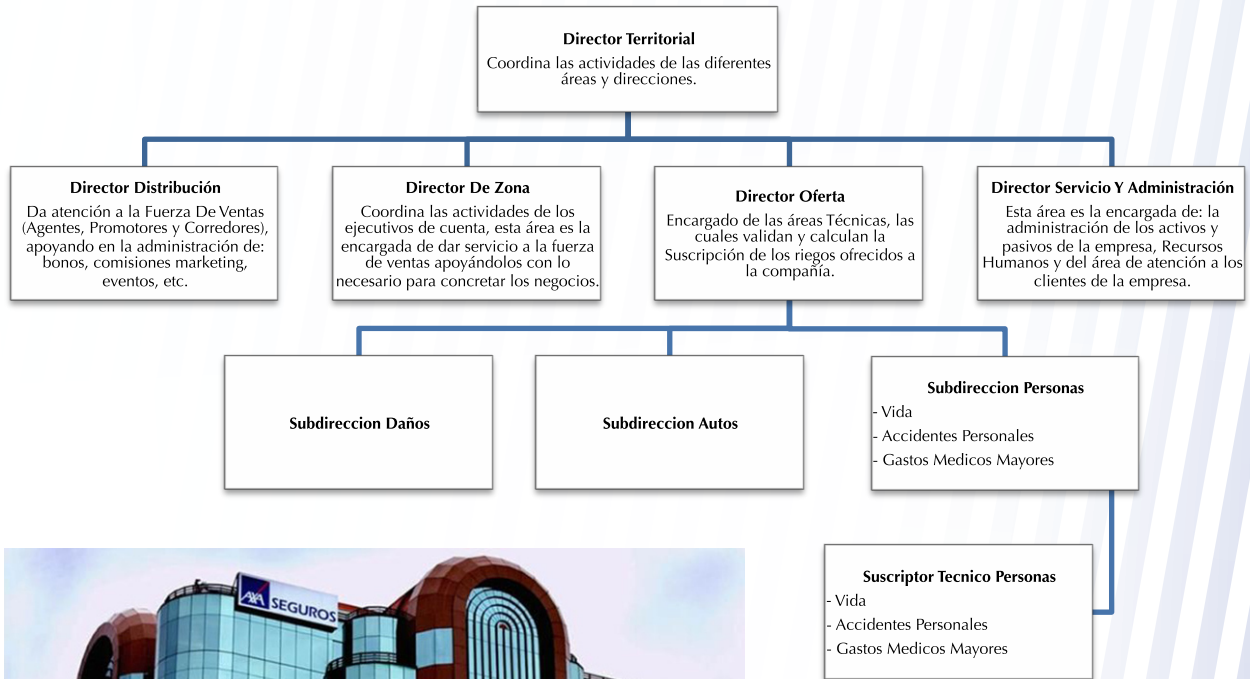 Director Territorial
Coordina las actividades de las diferentes
áreas y direcciones.
Director Distribución
Da atención a la Fuerza De Ventas
(Agentes, Promotores y Corredores),
apoyando en la administración de:
bonos, comisiones marketing,
eventos, etc.
Director De Zona
Coordina las actividades de los
ejecutivos de cuenta, esta área es la
encargada de dar servicio a la fuerza
de ventas apoyándolos con lo
necesario para concretar los negocios.
Director Oferta
Encargado de las áreas Técnicas, las
cuales validan y calculan la
Suscripción de los riegos ofrecidos a
la compañía.
Director Servicio Y Administración
Esta área es la encargada de: la
administración de los activos y
pasivos de la empresa, Recursos
Humanos y del área de atención a los
clientes de la empresa.
Subdireccion Daños
Subdireccion Autos
Subdireccion Personas
- Vida
- Accidentes Personales
- Gastos Medicos Mayores
Suscriptor Tecnico Personas
- Vida
- Accidentes Personales
- Gastos Medicos Mayores
AXA SEGUROS